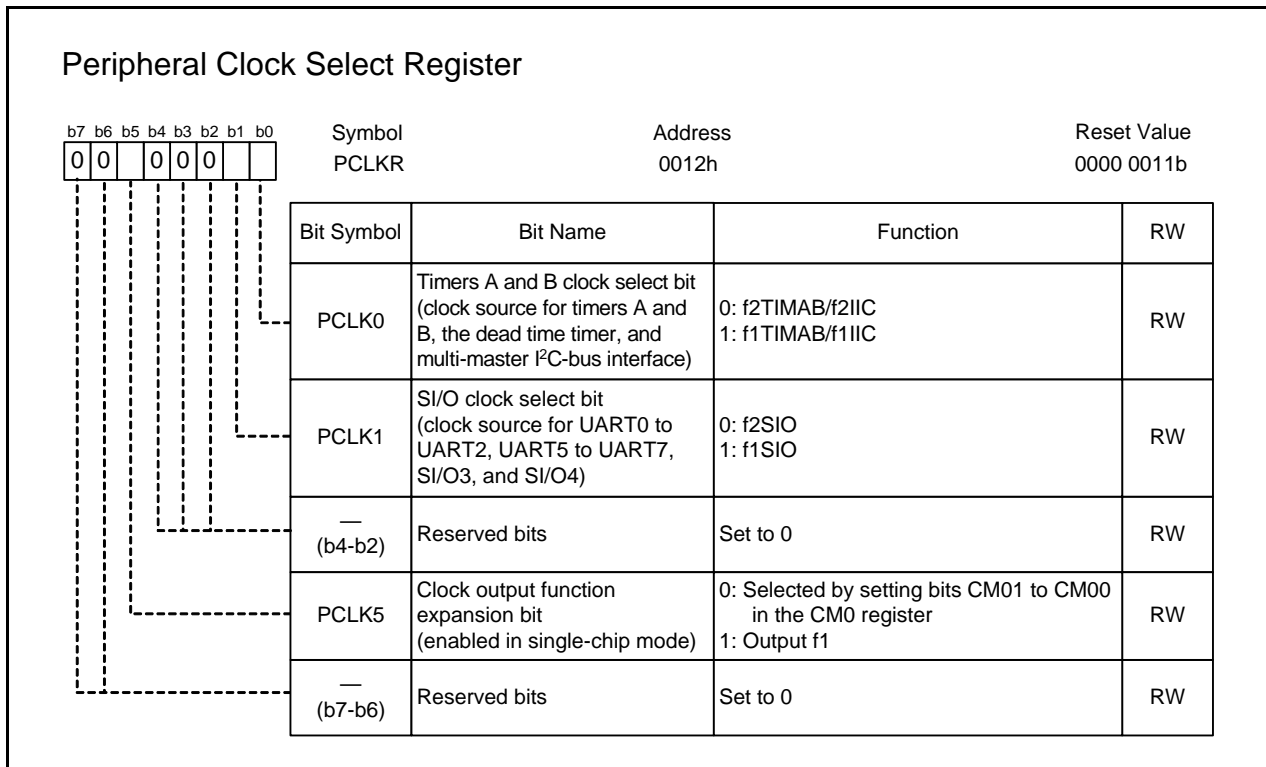 Peripheral Clock Select Register
b7 b6 b5 b4 b3 b2 b1 b0
Symbol Address Reset Value
0 0 0 0 0
PCLKR 0012h 0000 0011b
Bit Symbol Bit Name Function RW
PCLK0
Timers A and B clock select bit
(clock source for timers A and
B, the dead time timer, and
multi-master I²C-bus interface)
0: f2TIMAB/f2IIC
1: f1TIMAB/f1IIC
RW
PCLK1
SI/O clock select bit
(clock source for UART0 to
UART2, UART5 to UART7,
SI/O3, and SI/O4)
0: f2SIO
1: f1SIO
RW
—
(b4-b2)
Reserved bits
Set to 0
RW
PCLK5
Clock output function
expansion bit
(enabled in single-chip mode)
0: Selected by setting bits CM01 to CM00
in the CM0 register
1: Output f1
RW
—
(b7-b6)
Reserved bits
Set to 0
RW